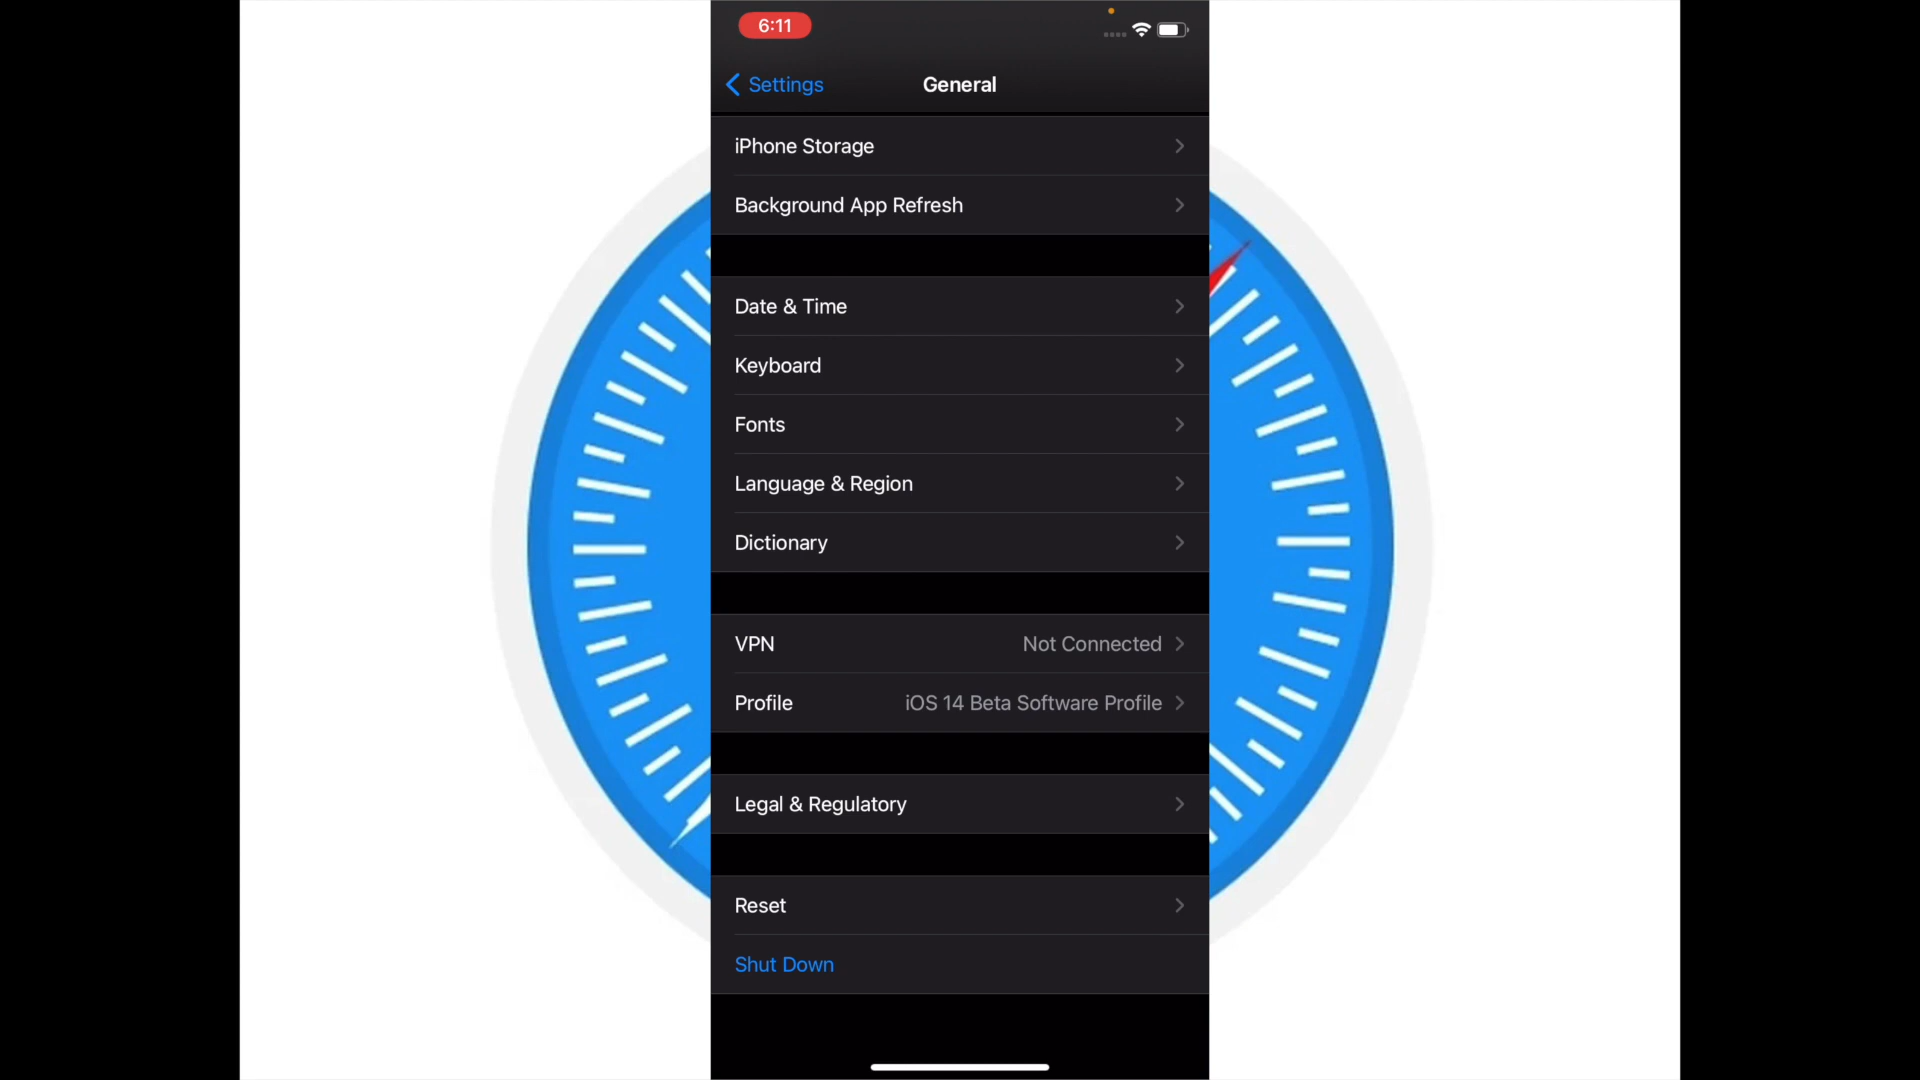 6:11
Settings
General
iPhone Storage
Background App Refresh
Date & Time
Keyboard
Fonts
Language & Region
Dictionary
VPN Not Connected
Profile iOS 14 Beta Software Profile
Legal & Regulatory
Reset
Shut Down